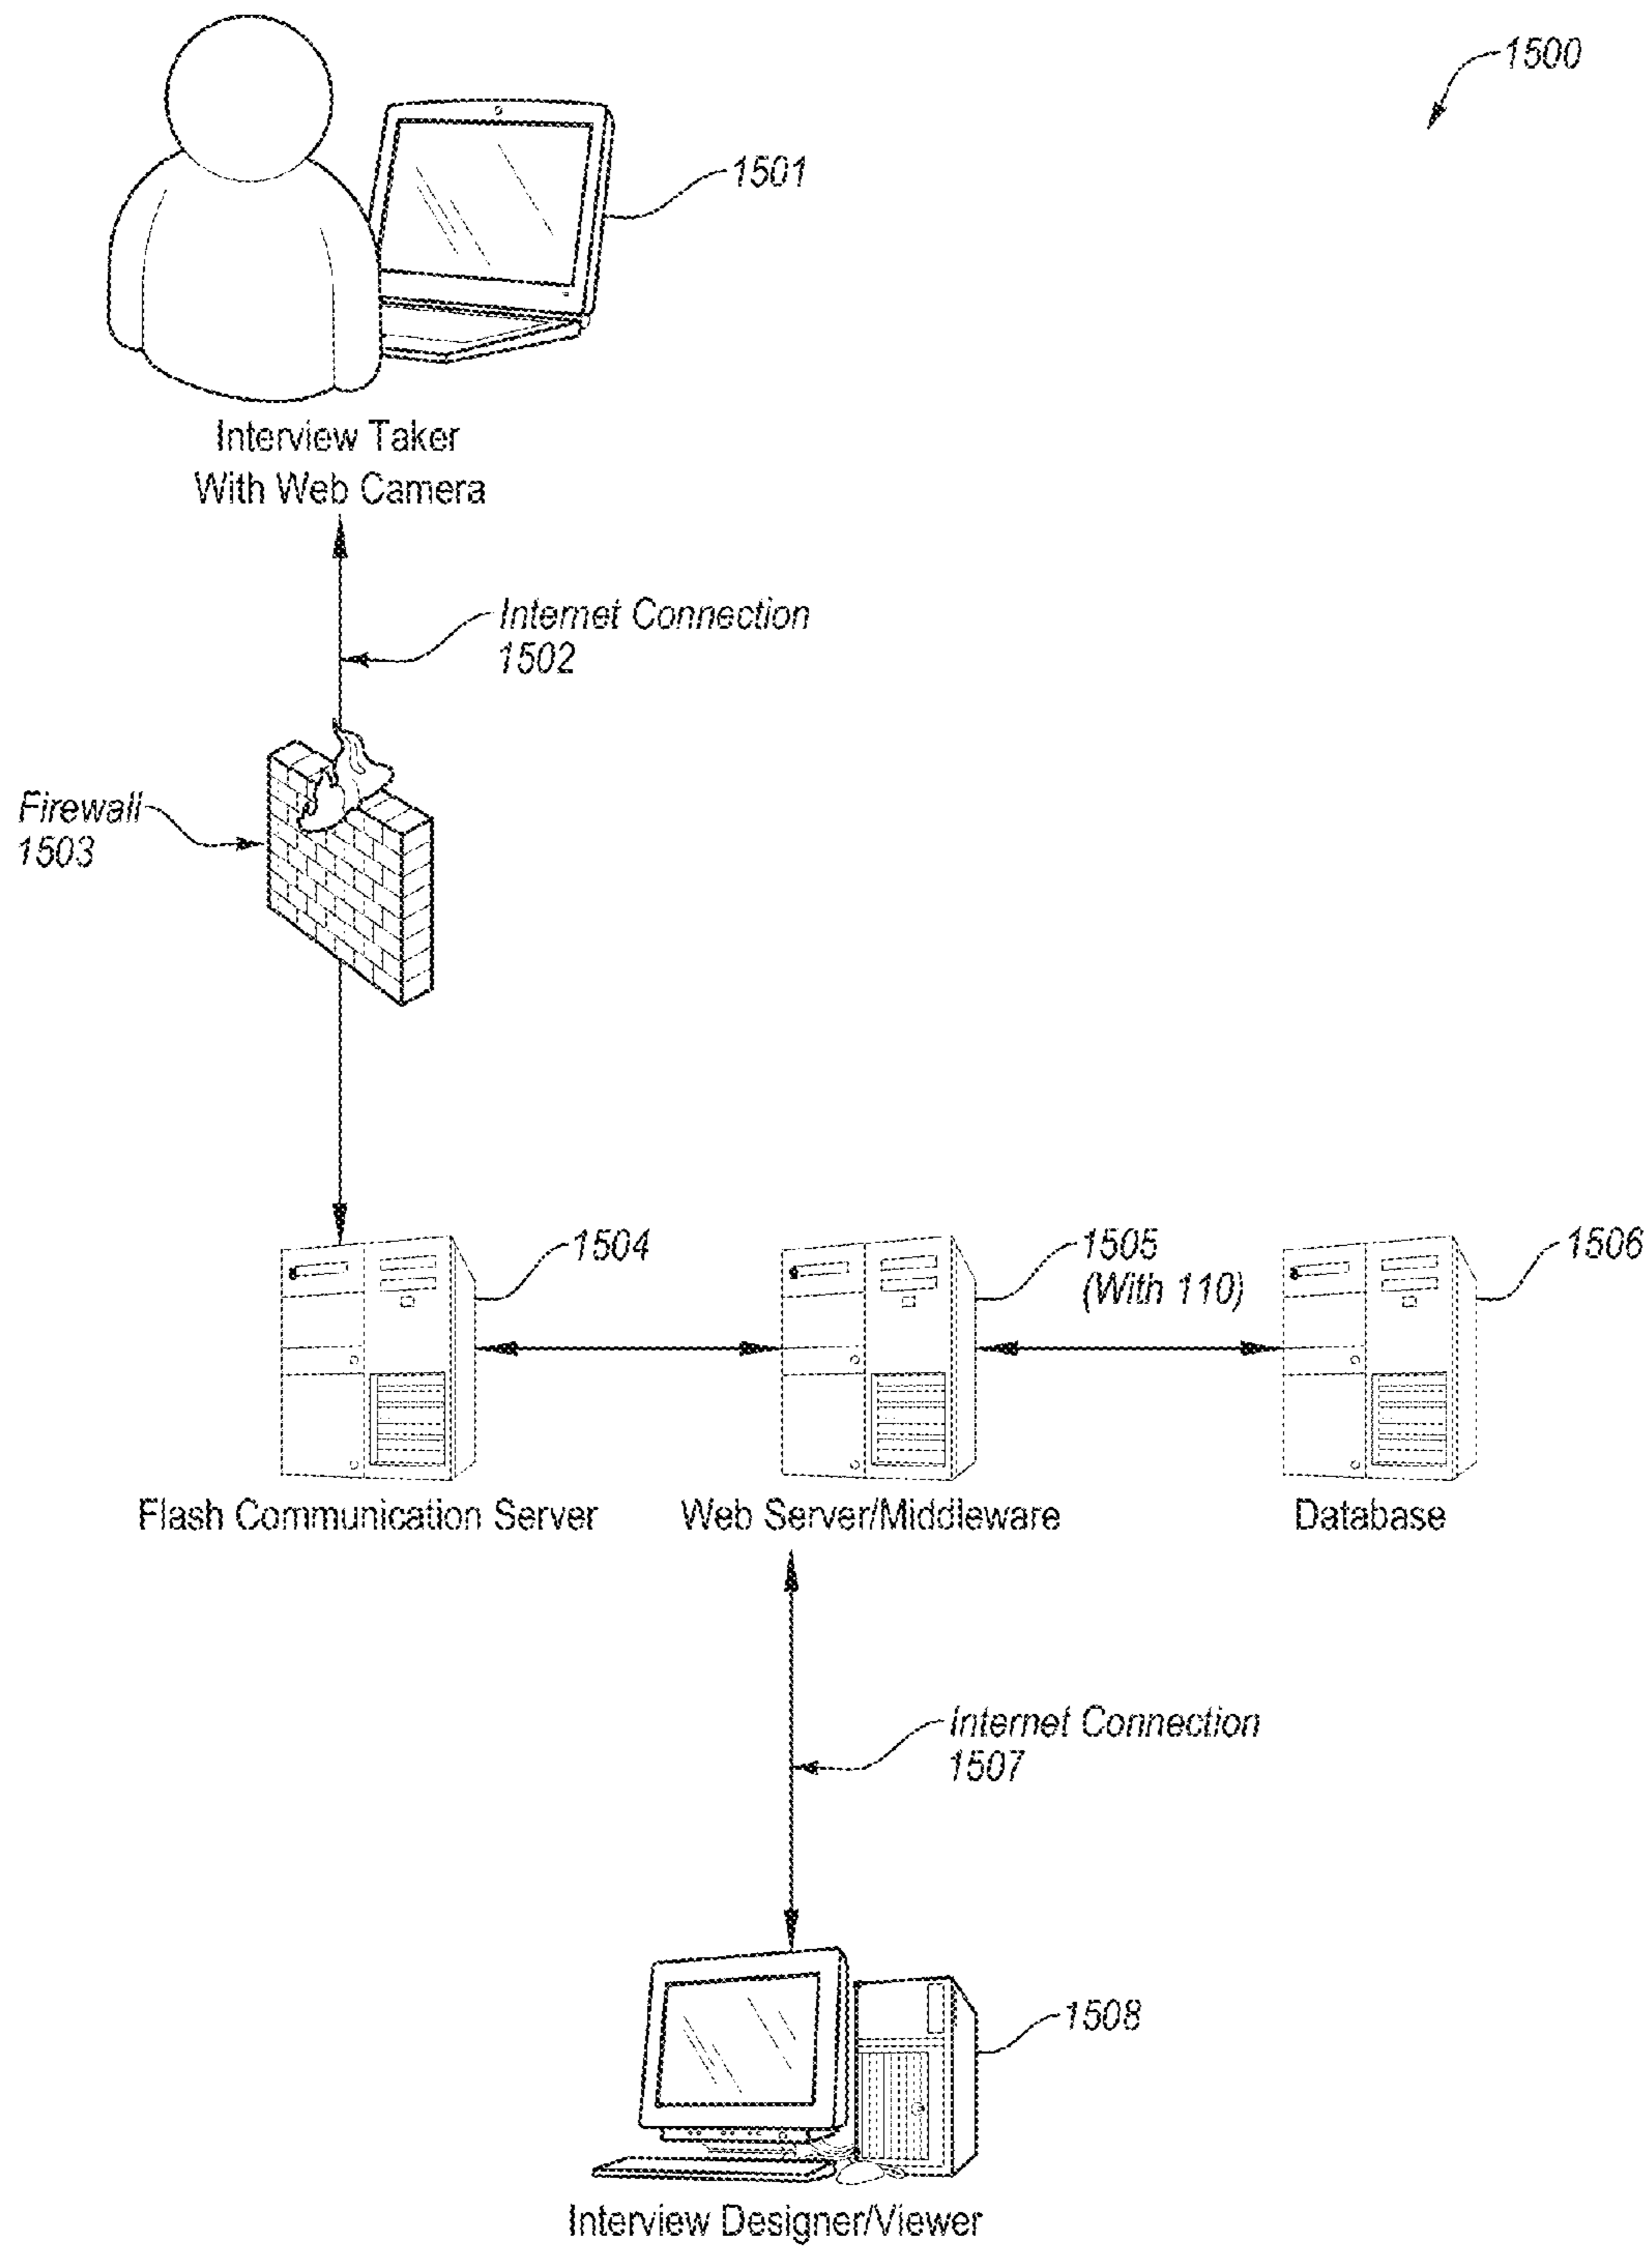 1500
1501
Interview Taker
With Web Camera
Internet Connection
1502
Firewall
1503
1504
1505
(With 110)
1506
Flash Communication Server
Web Server/Middleware
Database
Internet Connection
1507
1508
Interview Designer/Viewer